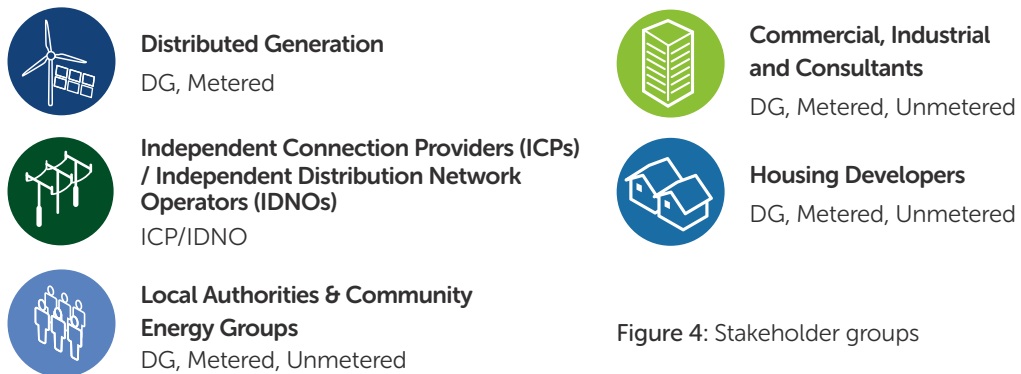 Distributed Generation
DG, Metered
Independent Connection Providers (ICPs)
/ Independent Distribution Network
Operators (IDNOs)
ICP/IDNO
Local Authorities & Community
Energy Groups
DG, Metered, Unmetered
Commercial, Industrial
and Consultants
DG, Metered, Unmetered
Housing Developers
DG, Metered, Unmetered
Figure 4: Stakeholder groups